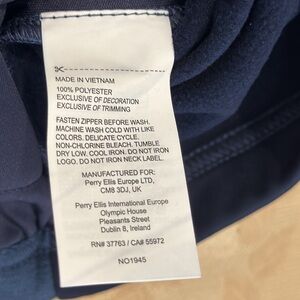 MADE IN VIETNAM
100% POLYESTER
EXCLUSIVE OF DECORATION
EXCLUSIVE OF TRIMMING
FASTEN ZIPPER BEFORE WASH.
MACHINE WASH COLD WITH LIKE
COLORS. DELICATE CYCLE.
NON-CHLORINE BLEACH. TUMBLE
DRY LOW. COOL IRON. DO NOT IRON
LOGO. DO NOT IRON NECK LABEL.
MANUFACTURED FOR:
Perry Ellis Europe LTD,
CM8 3DJ, UK
Perry Ellis International Europe
Olympic House
Pleasants Street
Dublin 8, Ireland
RN# 37763 / CA# 55972
NO1945